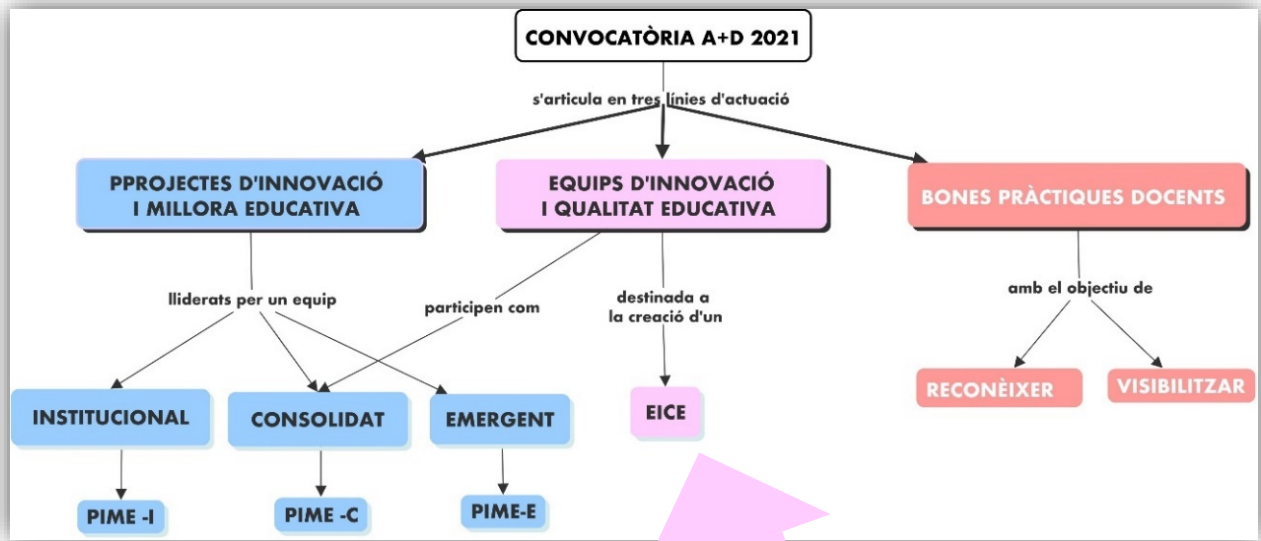 CONVOCATÒRIA A+D 2021
s'articula en tres línies d'actuació
PPROJECTES D'INNOVACIÓ
I MILLORA EDUCATIVA
EQUIPS D'INNOVACIÓ
I QUALITAT EDUCATIVA
BONES PRÀCTIQUES DOCENTS
lliderats per un equip
participen com
destinada a
la creació d'un
amb el objectiu de
INSTITUCIONAL
CONSOLIDAT
EMERGENT
EICE
RECONÈIXER
VISIBILITZAR
PIME -I
PIME -C
PIME-E